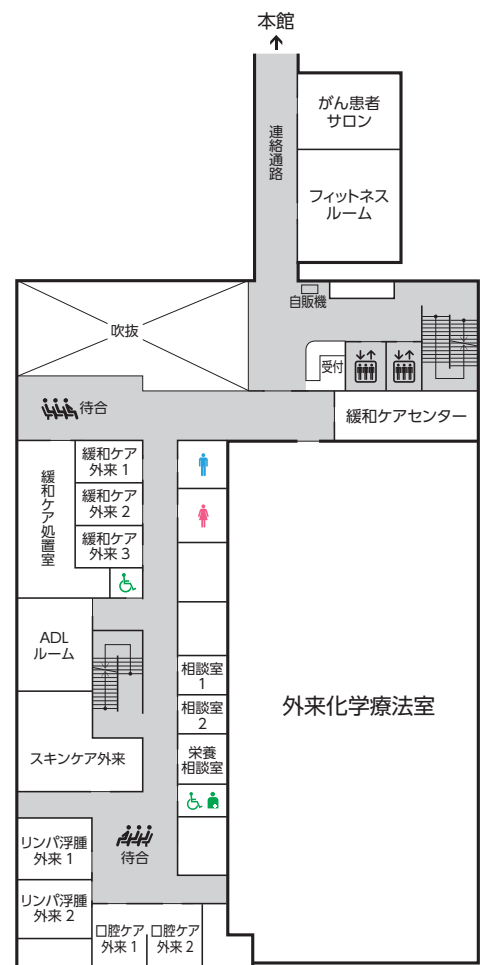 本館
がん患者
サロン
連絡通路
フィットネス
ルーム
自販機
吹抜
受付
待合
緩和ケアセンター
緩和ケア
外来 1
緩和ケア処置室
緩和ケア
外来 2
緩和ケア
外来 3
ADL
ルーム
相談室
1
相談室
2
外来化学療法室
スキンケア外来
栄養
相談室
リンパ浮腫
外来 1
待合
リンパ浮腫
外来 2
口腔ケア
外来 1
口腔ケア
外来 2